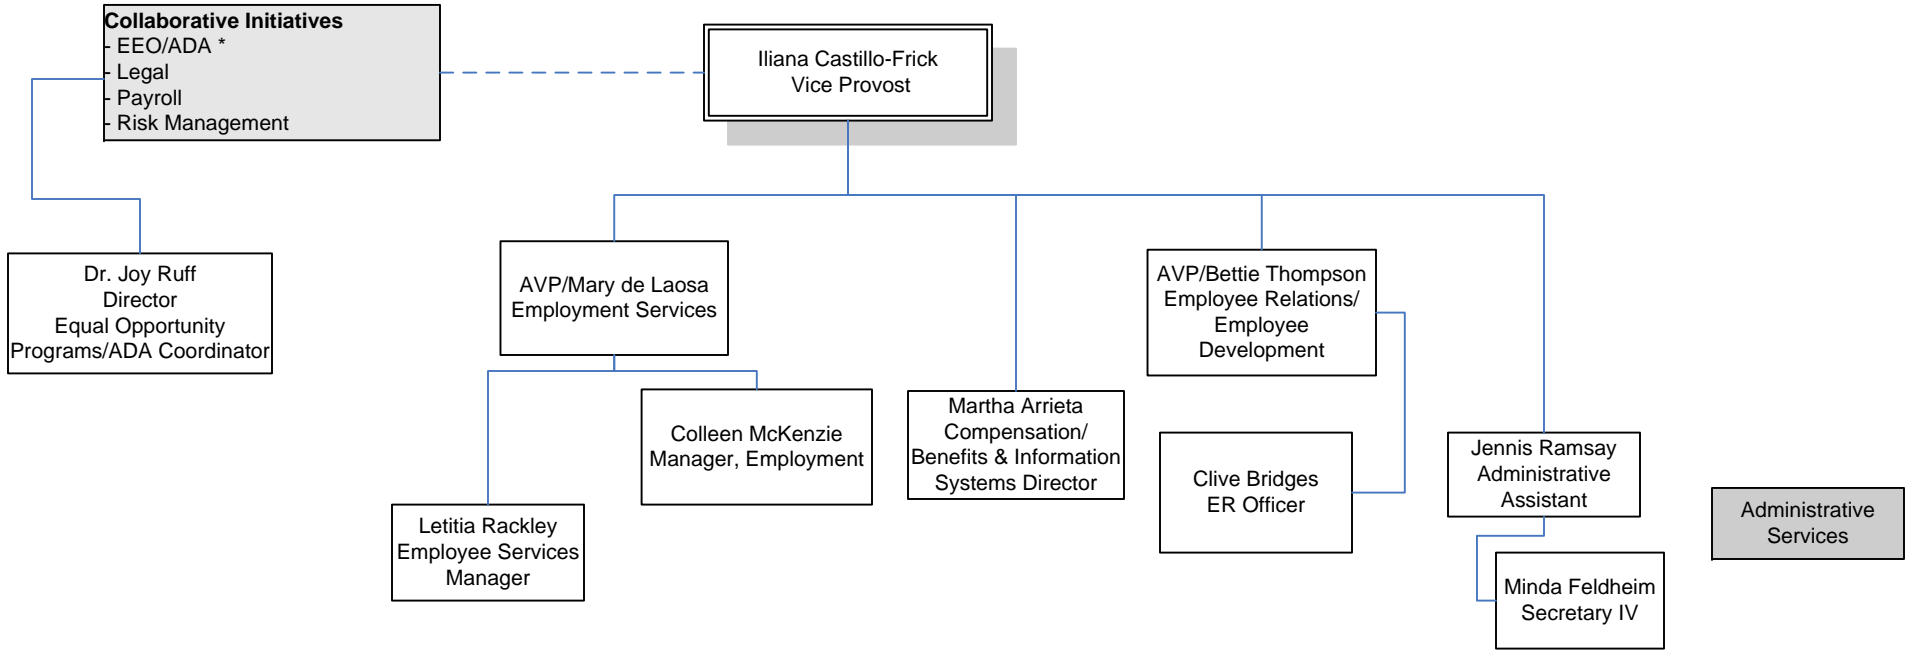 Collaborative Initiatives
- EEO/ADA *
- Legal
- Payroll
- Risk Management
Iliana Castillo-Frick
Vice Provost
Dr. Joy Ruff
Director
Equal Opportunity
Programs/ADA Coordinator
AVP/Mary de Laosa
Employment Services
AVP/Bettie Thompson
Employee Relations/
Employee
Development
Colleen McKenzie
Manager, Employment
Martha Arrieta
Compensation/
Benefits & Information
Systems Director
Clive Bridges
ER Officer
Jennis Ramsay
Administrative
Assistant
Letitia Rackley
Employee Services
Manager
Administrative
Services
Minda Feldheim
Secretary IV